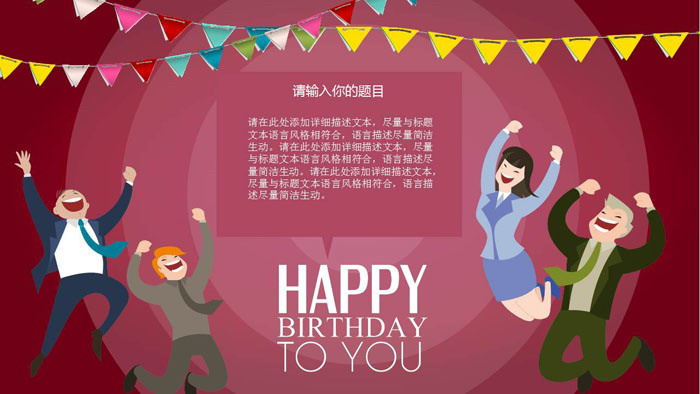 请输入你的题目
请在此处添加详细描述文本，尽量与标题
文本语言风格相符合，语言描述尽量简洁
生动。请在此处添加详细描述文本，尽量
与标题文本语言风格相符合，语言描述尽
量简洁生动。请在此处添加详细描述文本，
尽量与标题文本语言风格相符合，语言描
述尽量简洁生动。
HAPPY
BIRTHDAY
TO YOU